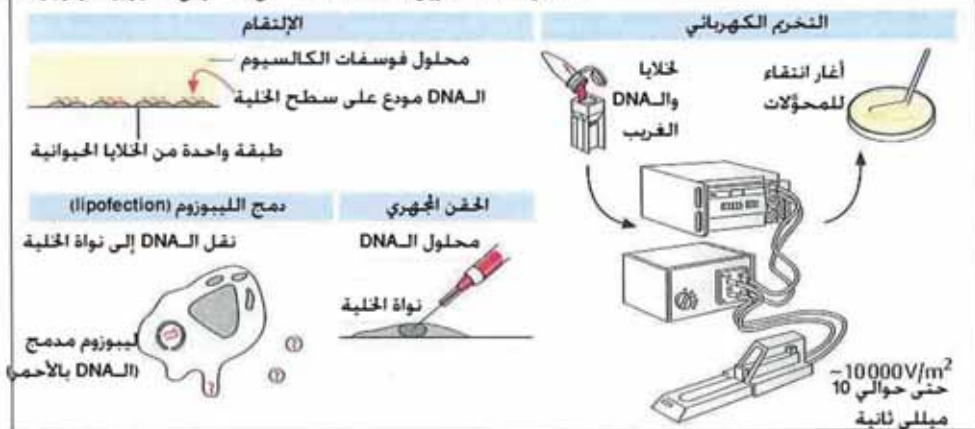 التخريم الكهربائي
لخلايا
والـDNA
الغريب
أغار انتقاء
للمحوَّلات
~10000V/m²
حتى حوالي 10
ميللي ثانية
الإلتقام
محلول فوسفات الكالسيوم
الـDNA مودع على سطح الخلية
طبقة واحدة من الخلايا الحيوانية
الحقن المجهري
محلول الـDNA
نواة الخلية
دمج الليبوزوم (lipofection)
نقل الـDNA إلى نواة الخلية
ليبوزوم مدمج
(الـDNA بالأحمر)